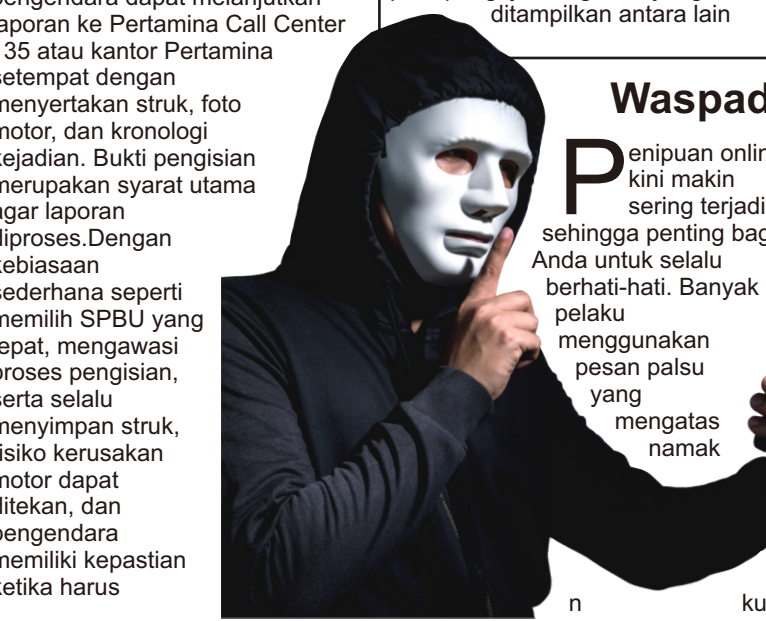 pengendara dapat melanjutkan
laporan ke Pertamina Call Center
135 atau kantor Pertamina
setempat dengan
menyertakan struk, foto
motor, dan kronologi
kejadian. Bukti pengisian
merupakan syarat utama
agar laporan
diproses.Dengan
kebiasaan
sederhana seperti
memilih SPBU yang
tepat, mengawasi
proses pengisian,
serta selalu
menyimpan struk,
risiko kerusakan
motor dapat
ditekan, dan
pengendara
memiliki kepastian
ketika harus
ditampilkan antara lain
Waspad
Penipuan onlin
kini makin
sering terjadi
sehingga penting bag
Anda untuk selalu
berhati-hati. Banyak
pelaku
menggunakan
pesan palsu
yang
mengatas
namak
n ku